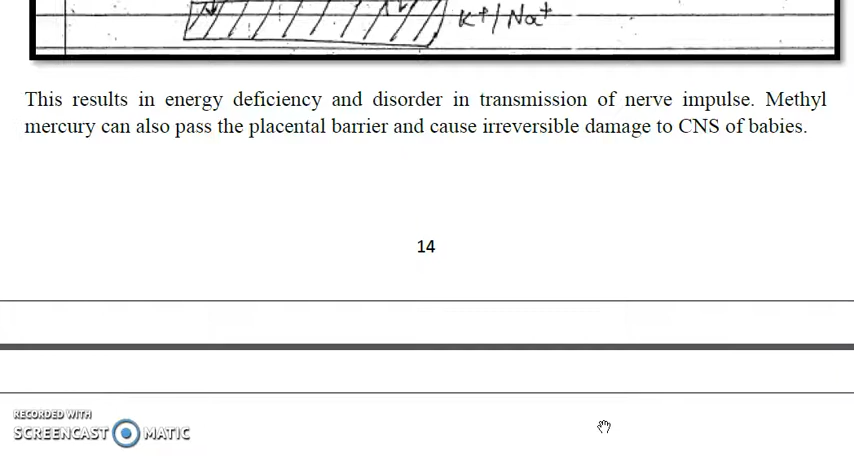 K+/Na+
This results in energy deficiency and disorder in transmission of nerve impulse. Methyl
mercury can also pass the placental barrier and cause irreversible damage to CNS of babies.
14
RECORDED WITH
SCREENCAST MATIC